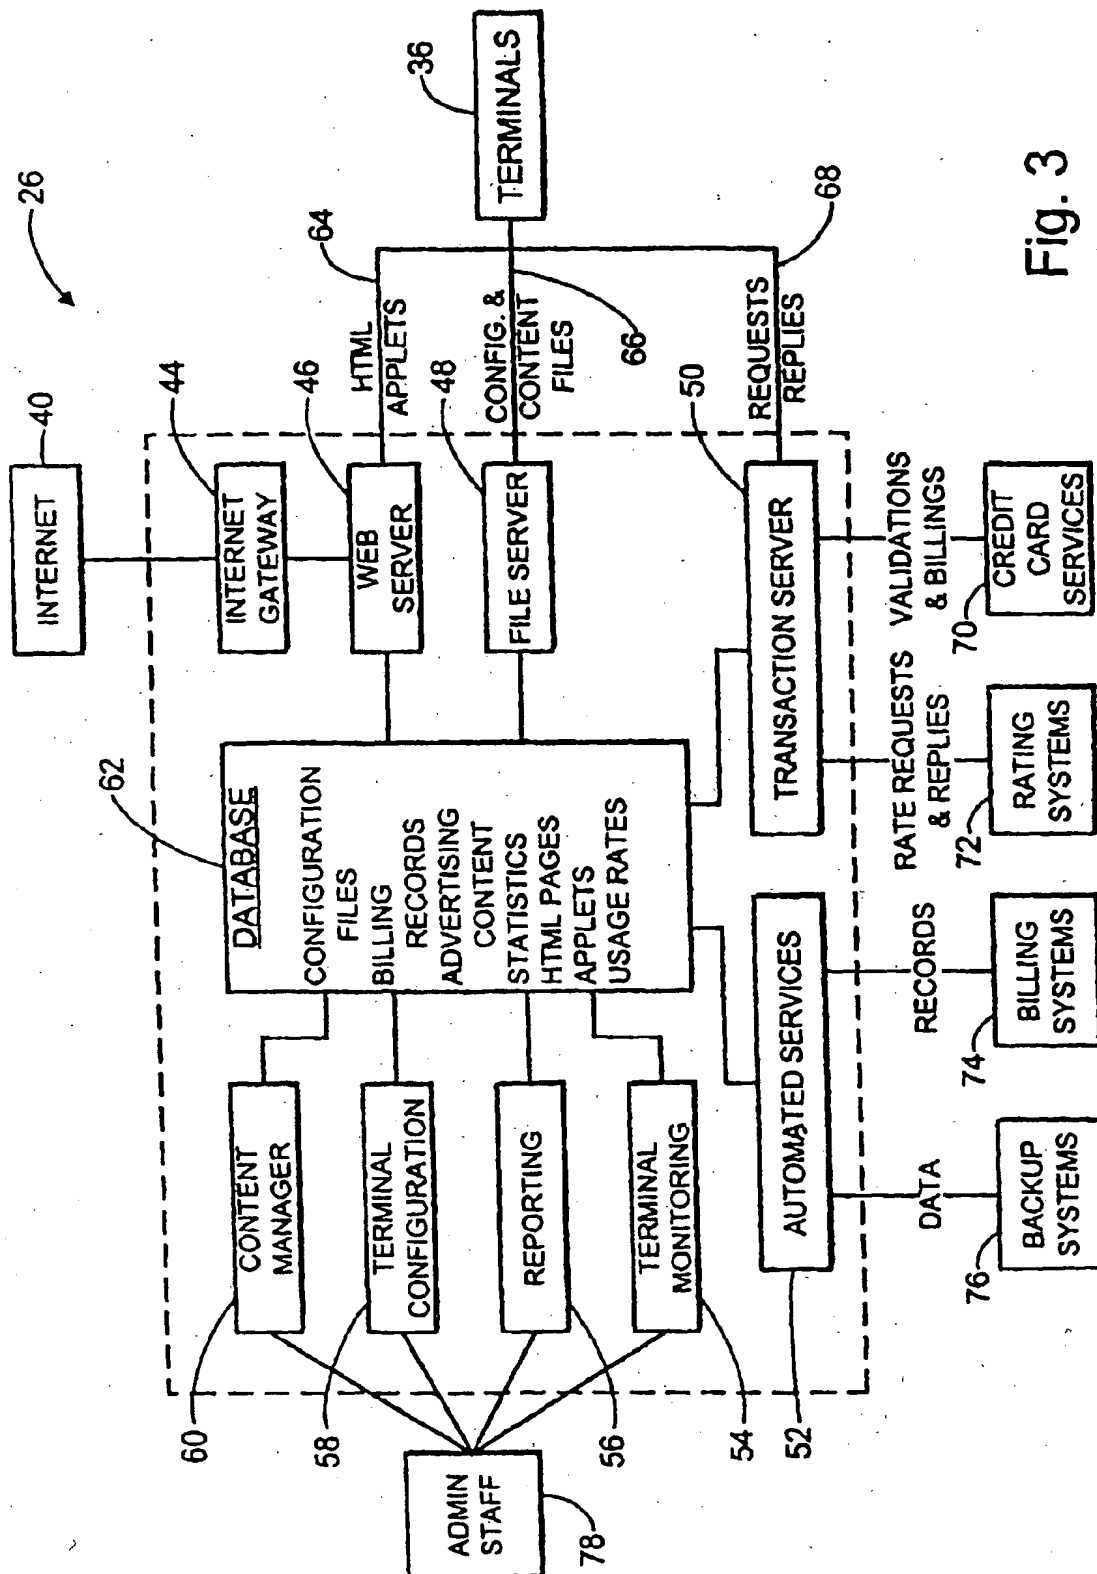 26
INTERNET
40
INTERNET
GATEWAY
44
WEB
SERVER
46
FILE SERVER
48
HTML
APPLETS
64
CONFIG. &
CONTENT
FILES
66
TERMINALS
36
REQUESTS
REPLIES
68
TRANSACTION SERVER
50
DATABASE
62
CONFIGURATION
FILES
BILLING
RECORDS
ADVERTISING
CONTENT
STATISTICS
HTML PAGES
APPLETS
USAGE RATES
CONTENT
MANAGER
60
TERMINAL
CONFIGURATION
58
REPORTING
56
TERMINAL
MONITORING
54
AUTOMATED SERVICES
52
ADMIN
STAFF
78
DATA
BACKUP
SYSTEMS
76
RECORDS
BILLING
SYSTEMS
74
RATE REQUESTS
& REPLIES
RATING
SYSTEMS
72
VALIDATIONS
& BILLINGS
CREDIT
CARD
SERVICES
70
Fig. 3